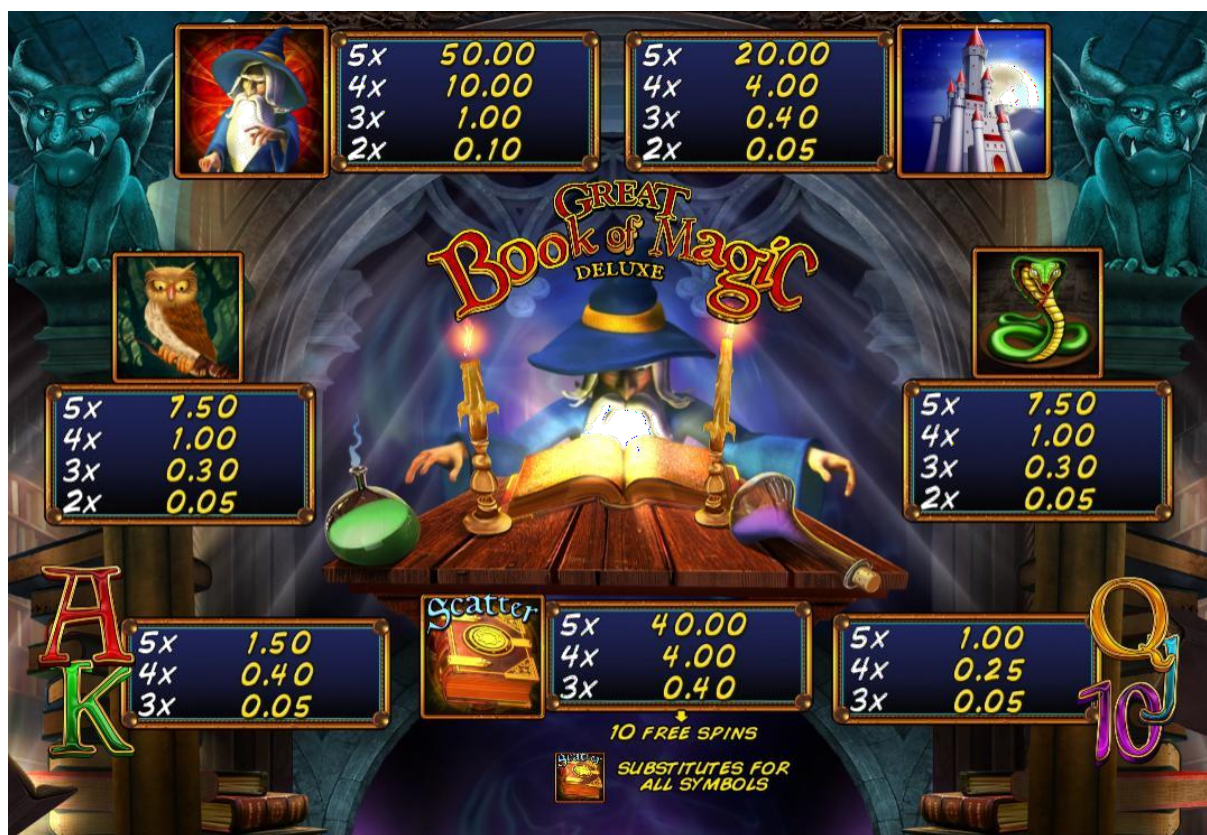 5x 50.00
4x 10.00
3x 1.00
2x 0.10
5x 20.00
4x 4.00
3x 0.40
2x 0.05
GREAT
Book of Magic
DELUXE
5x 7.50
4x 1.00
3x 0.30
2x 0.05
5x 7.50
4x 1.00
3x 0.30
2x 0.05
A
K
5x 1.50
4x 0.40
3x 0.05
Scatter
5x 40.00
4x 4.00
3x 0.40
10 FREE SPINS
5x 1.00
4x 0.25
3x 0.05
Q
J
10
Scatter
SUBSTITUTES FOR
ALL SYMBOLS